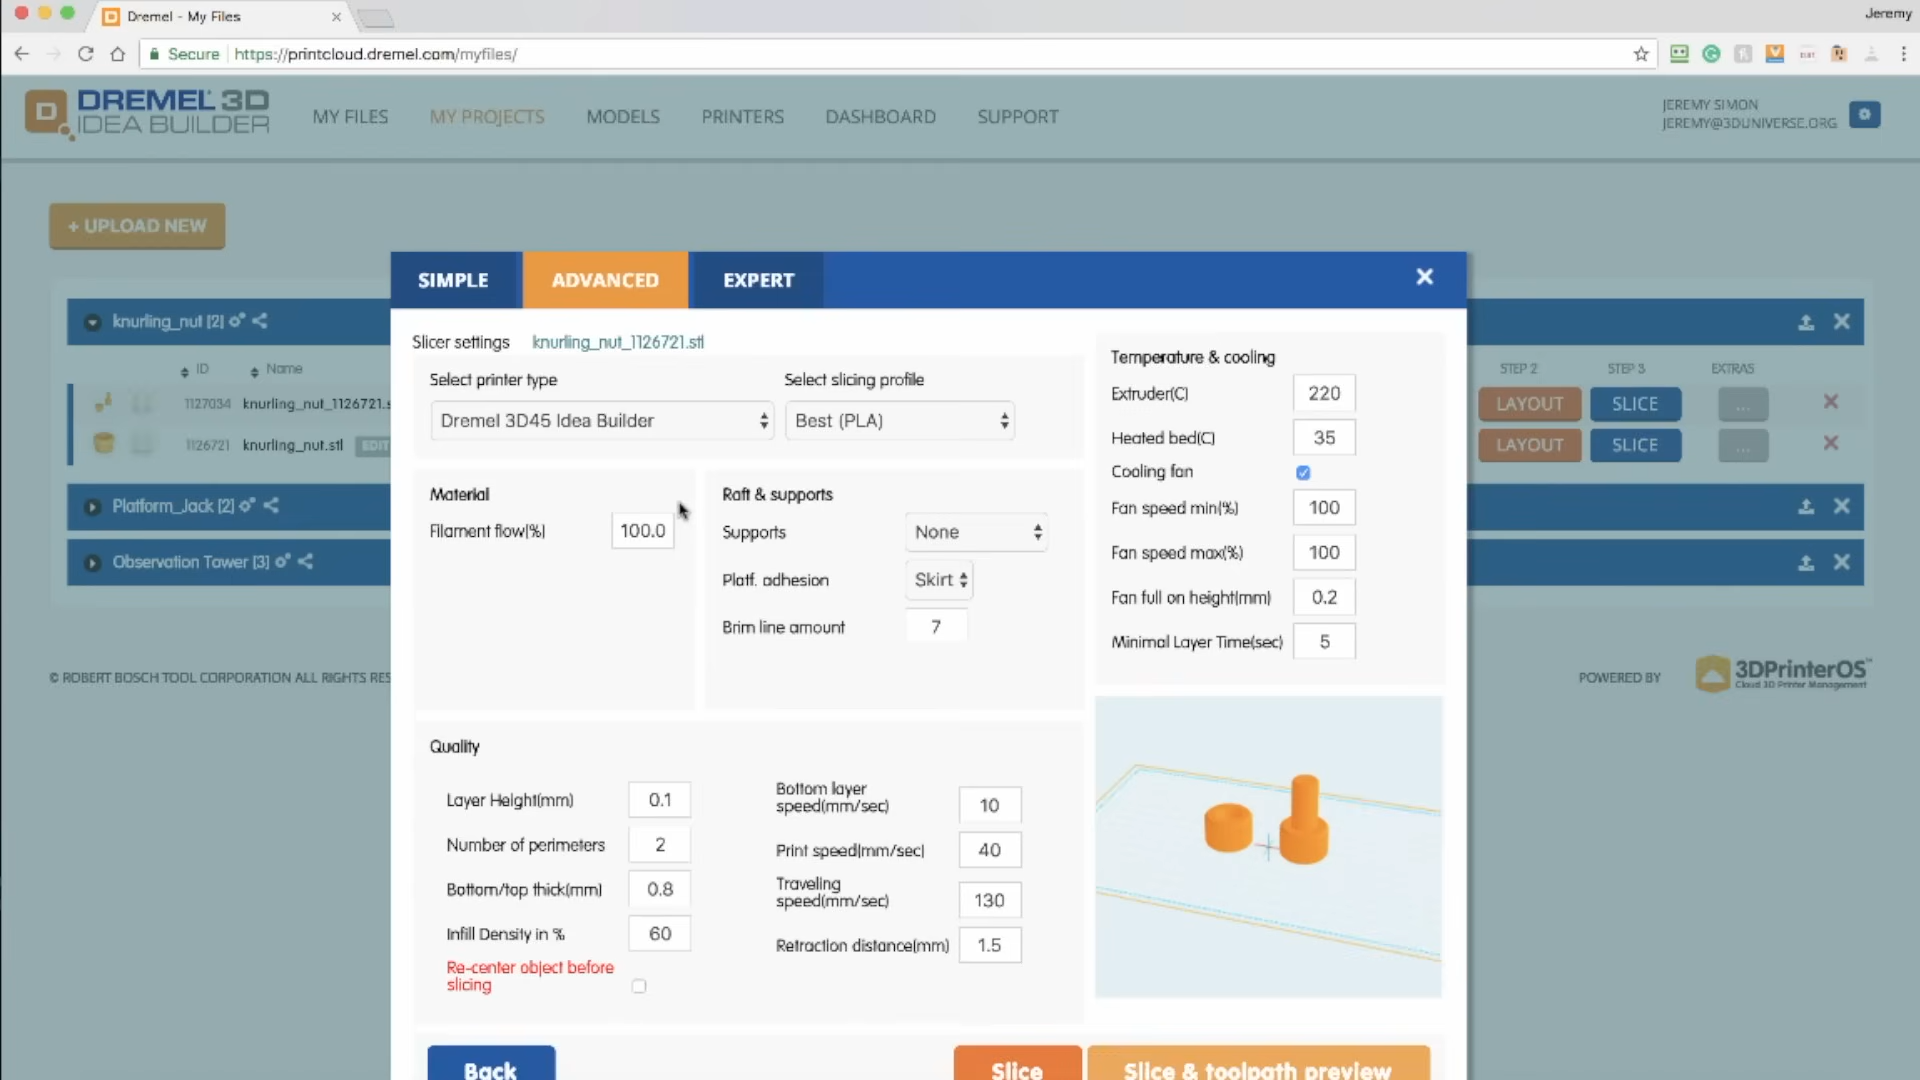 Dremel - My Files
Jeremy
Secure https://printcloud.dremel.com/myfiles/
DREMEL 3D
IDEA BUILDER
MY FILES MY PROJECTS MODELS PRINTERS DASHBOARD SUPPORT
JEREMY SIMON
JEREMY@3DUNIVERSE.ORG
+ UPLOAD NEW
SIMPLE ADVANCED EXPERT
knurling_nut [2]
Slicer settings knurling_nut_1126721.stl
ID Name
STEP 2 STEP 3 EXTRAS
1127034 knurling_nut_1126721.s
LAYOUT SLICE ...
1126721 knurling_nut.stl EDIT
LAYOUT SLICE ...
Platform_Jack [2]
Observation Tower [3]
Select printer type Select slicing profile
Dremel 3D45 Idea Builder Best (PLA)
Material
Filament flow(%) 100.0
Raft & supports
Supports None
Platf. adhesion Skirt
Brim line amount 7
Temperature & cooling
Extruder(C) 220
Heated bed(C) 35
Cooling fan
Fan speed min(%) 100
Fan speed max(%) 100
Fan full on height(mm) 0.2
Minimal Layer Time(sec) 5
Quality
Layer Height(mm) 0.1
Number of perimeters 2
Bottom/top thick(mm) 0.8
Infill Density in % 60
Re-center object before
slicing
Bottom layer
speed(mm/sec) 10
Print speed(mm/sec) 40
Traveling
speed(mm/sec) 130
Retraction distance(mm) 1.5
© ROBERT BOSCH TOOL CORPORATION ALL RIGHTS RES
POWERED BY 3DPrinterOS™
Cloud 3D Printer Management
Back Slice Slice & toolpath preview